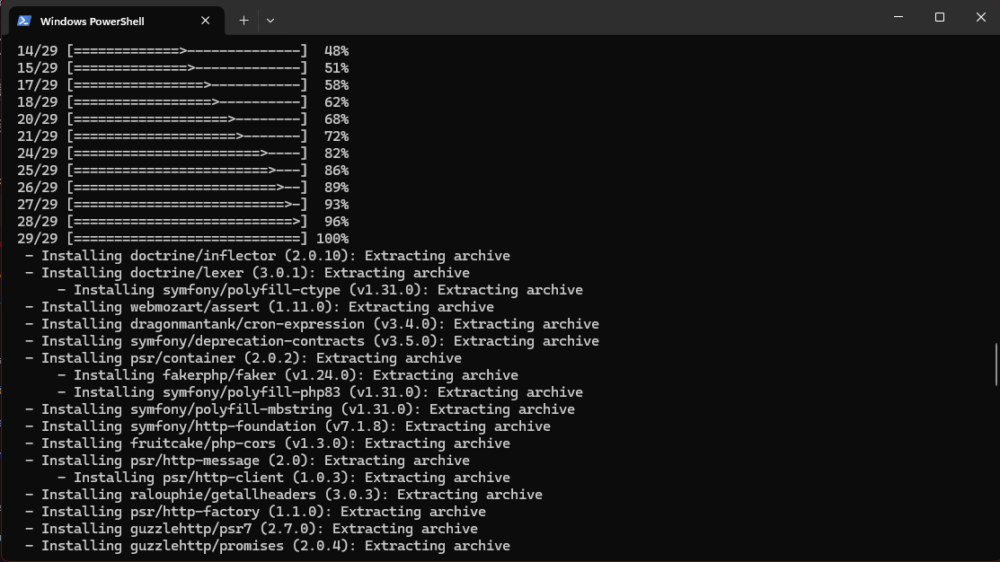 Windows PowerShell
14/29 [=============>--------------]  48%
15/29 [==============>-------------]  51%
17/29 [================>-----------]  58%
18/29 [=================>----------]  62%
20/29 [===================>--------]  68%
21/29 [====================>-------]  72%
24/29 [=======================>----]  82%
25/29 [========================>---]  86%
26/29 [=========================>--]  89%
27/29 [==========================>-]  93%
28/29 [===========================>]  96%
29/29 [============================] 100%
- Installing doctrine/inflector (2.0.10): Extracting archive
- Installing doctrine/lexer (3.0.1): Extracting archive
- Installing symfony/polyfill-ctype (v1.31.0): Extracting archive
- Installing webmozart/assert (1.11.0): Extracting archive
- Installing dragonmantank/cron-expression (v3.4.0): Extracting archive
- Installing symfony/deprecation-contracts (v3.5.0): Extracting archive
- Installing psr/container (2.0.2): Extracting archive
- Installing fakerphp/faker (v1.24.0): Extracting archive
- Installing symfony/polyfill-php83 (v1.31.0): Extracting archive
- Installing symfony/polyfill-mbstring (v1.31.0): Extracting archive
- Installing symfony/http-foundation (v7.1.8): Extracting archive
- Installing fruitcake/php-cors (v1.3.0): Extracting archive
- Installing psr/http-message (2.0): Extracting archive
- Installing psr/http-client (1.0.3): Extracting archive
- Installing ralouphie/getallheaders (3.0.3): Extracting archive
- Installing psr/http-factory (1.1.0): Extracting archive
- Installing guzzlehttp/psr7 (2.7.0): Extracting archive
- Installing guzzlehttp/promises (2.0.4): Extracting archive